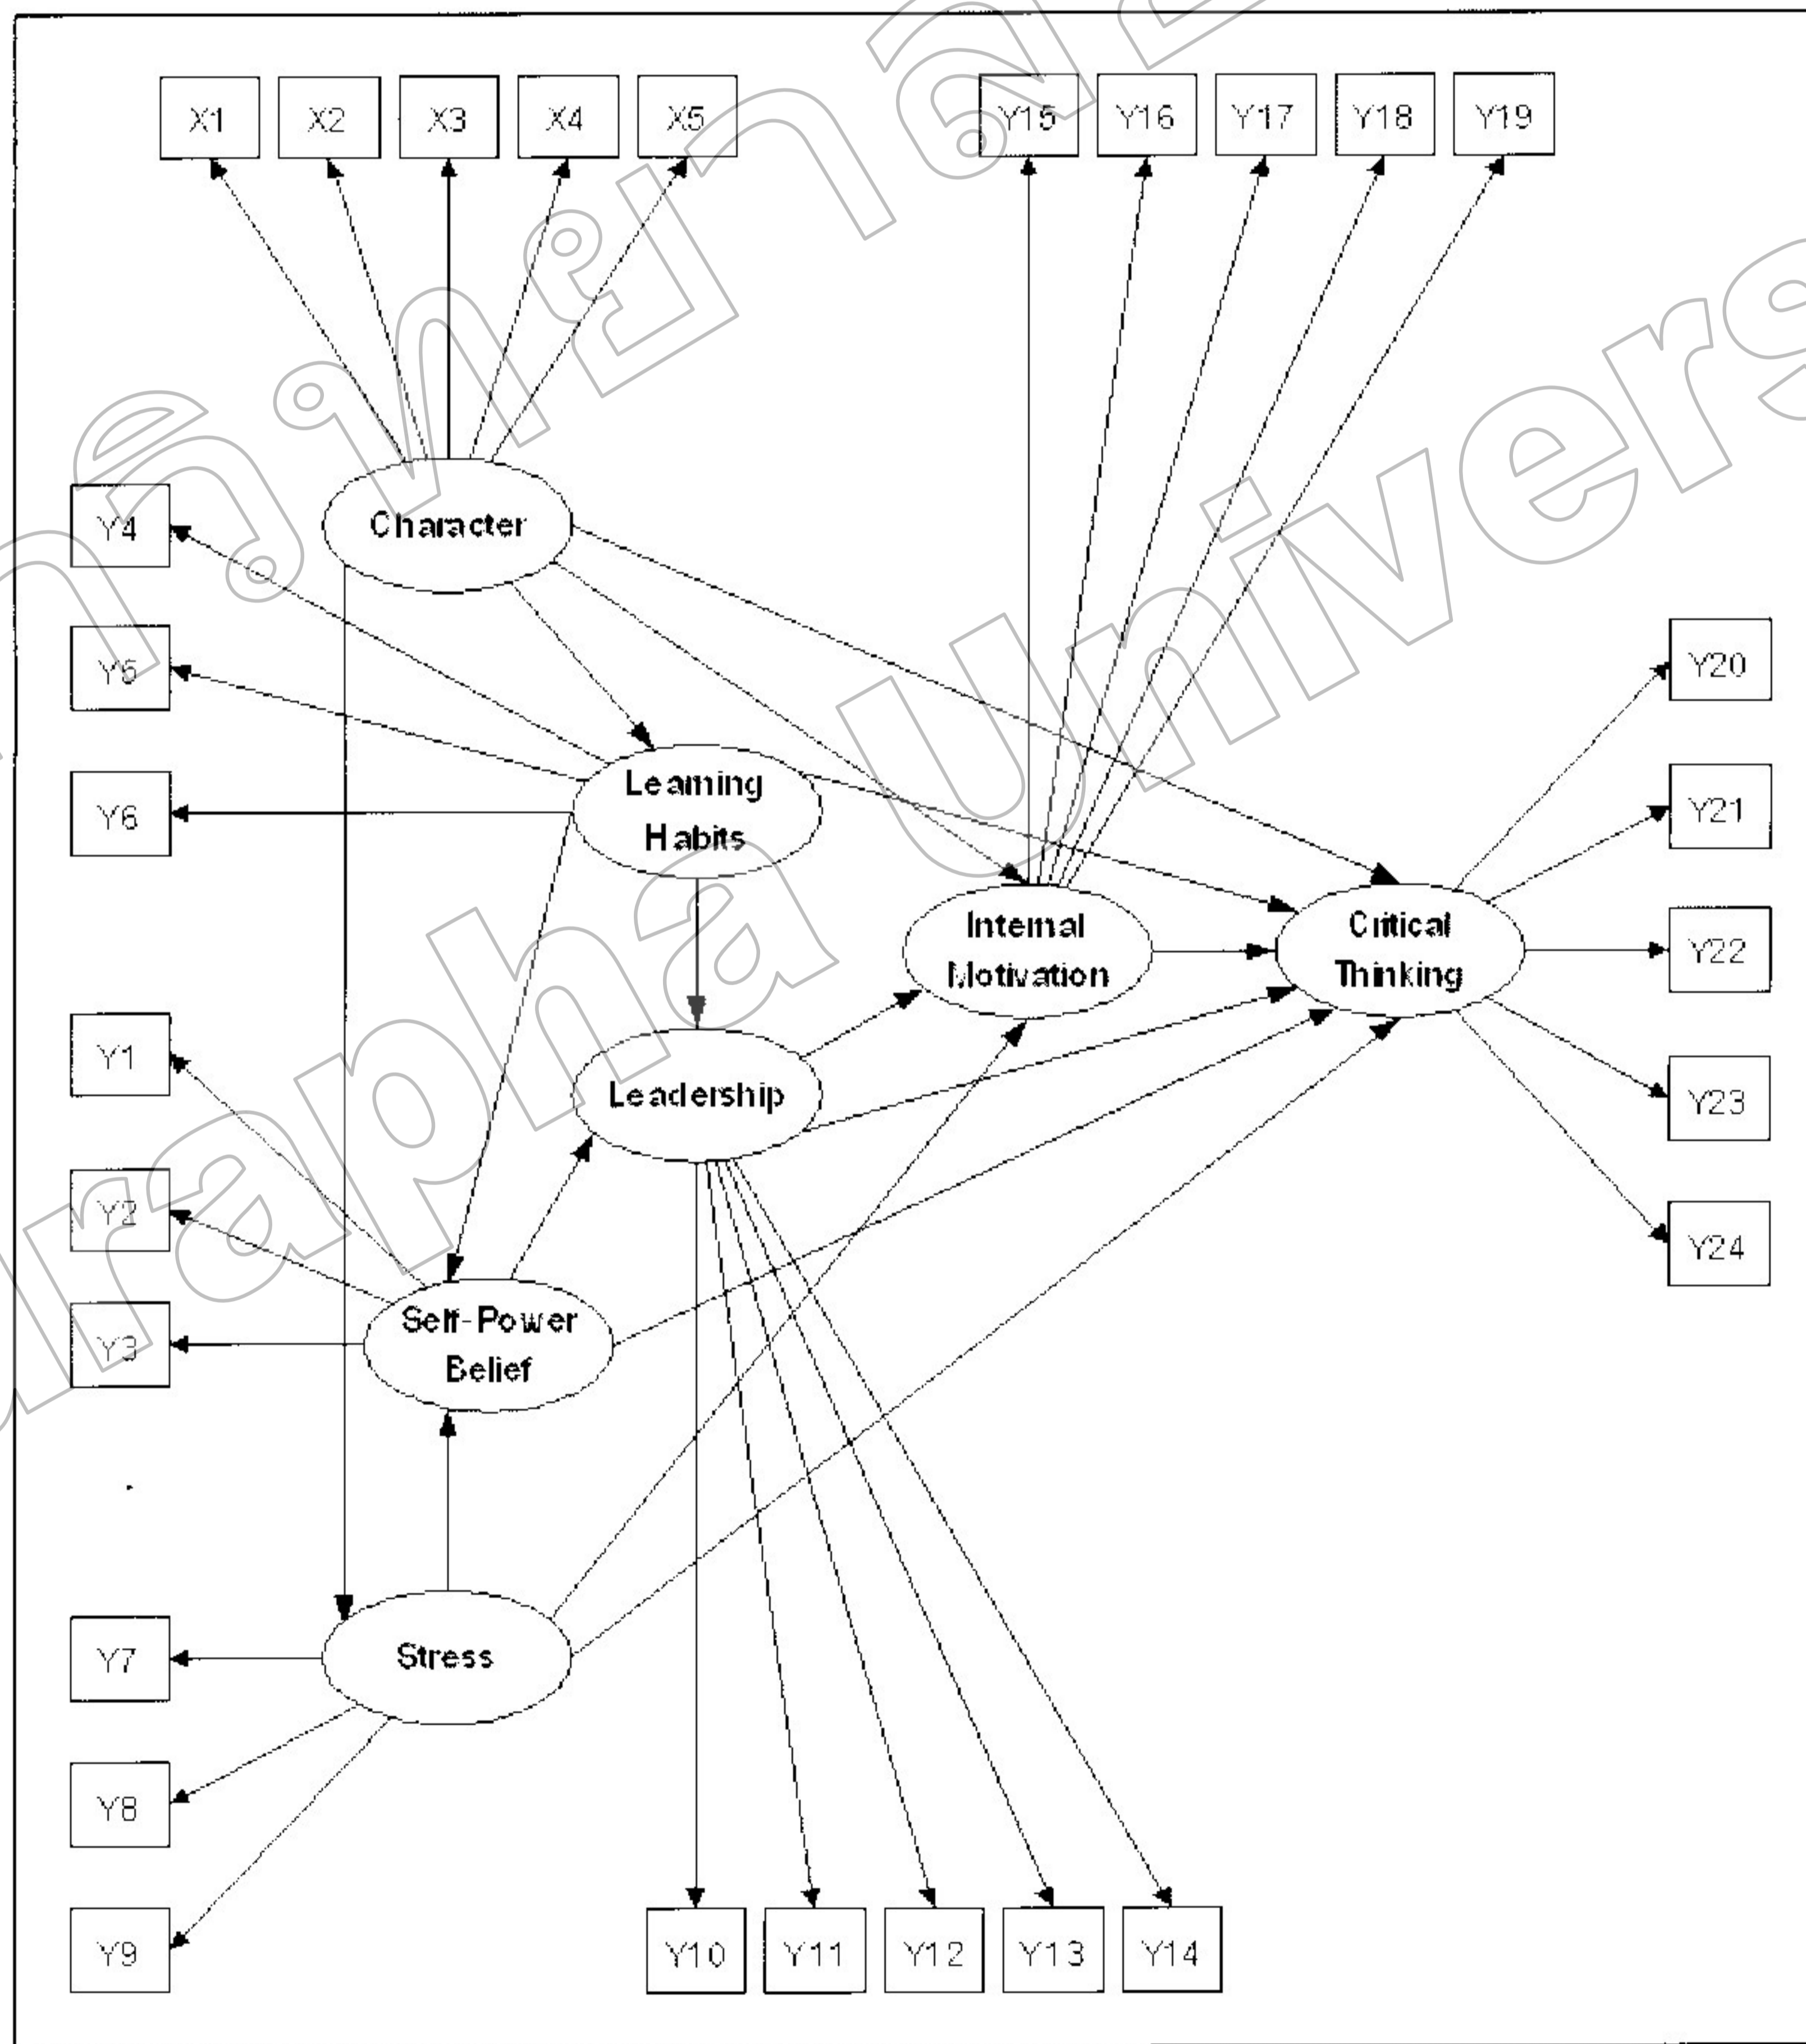 X1 X2 X3 X4 X5 Y15 Y16 Y17 Y18 Y19
Character
Y4
Y5
Y6
Learning
Habits
Y20
Y21
Y22
Y23
Y24
Internal
Motivation
Critical
Thinking
Y1
Y2
Y3
Leadership
Self-Power
Belief
Stress
Y7
Y8
Y9
Y10 Y11 Y12 Y13 Y14